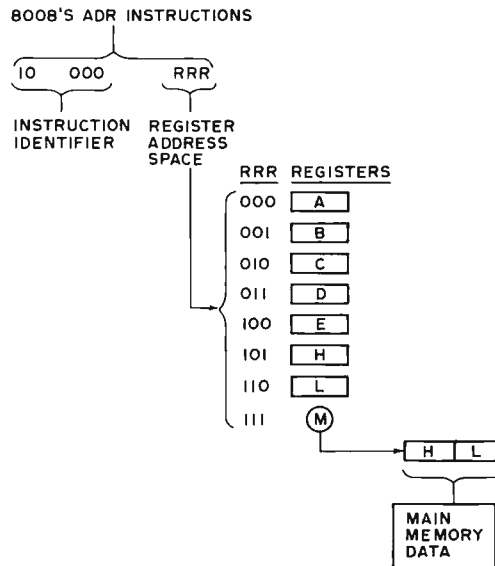 8008'S ADR INSTRUCTIONS
10 000 RRR
INSTRUCTION IDENTIFIER
REGISTER ADDRESS SPACE
RRR REGISTERS
000 A
001 B
010 C
011 D
100 E
101 H
110 L
111 M
H L
MAIN MEMORY DATA